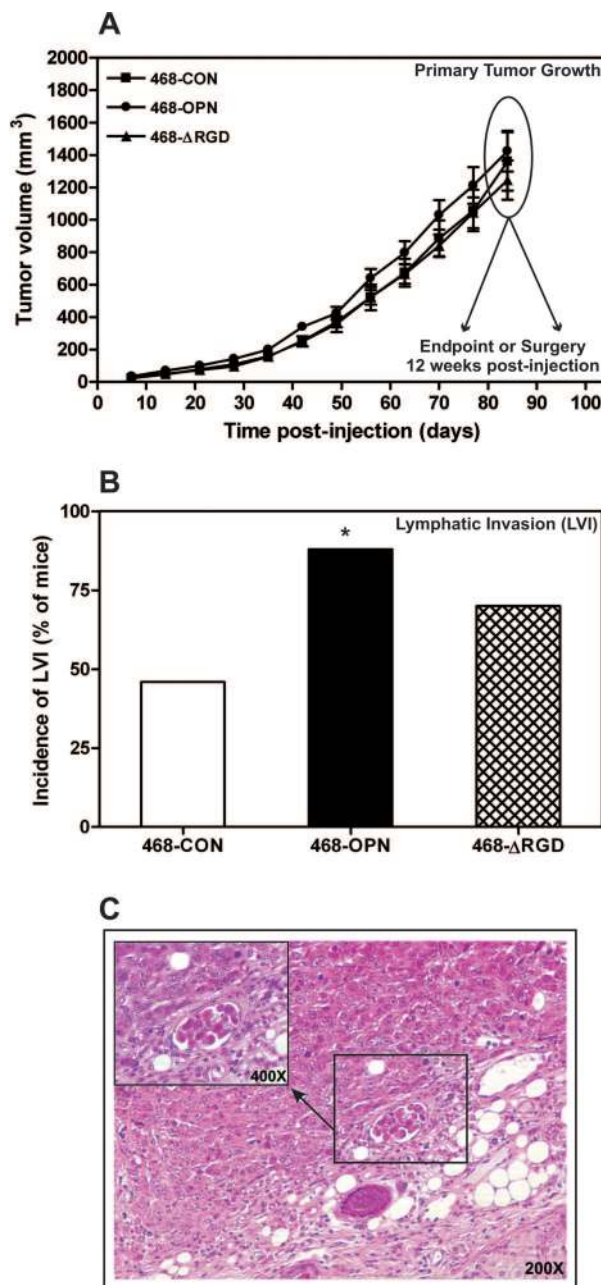 A
2000
1800
1600
1400
1200
1000
800
600
400
200
0
Tumor volume (mm³)
468-CON
468-OPN
468-ΔRGD
Primary Tumor Growth
Endpoint or Surgery
12 weeks post-injection
0 10 20 30 40 50 60 70 80 90 100
Time post-injection (days)
B
100
75
50
25
0
Incidence of LVI (% of mice)
Lymphatic Invasion (LVI)
*
468-CON 468-OPN 468-ΔRGD
C
400X
200X